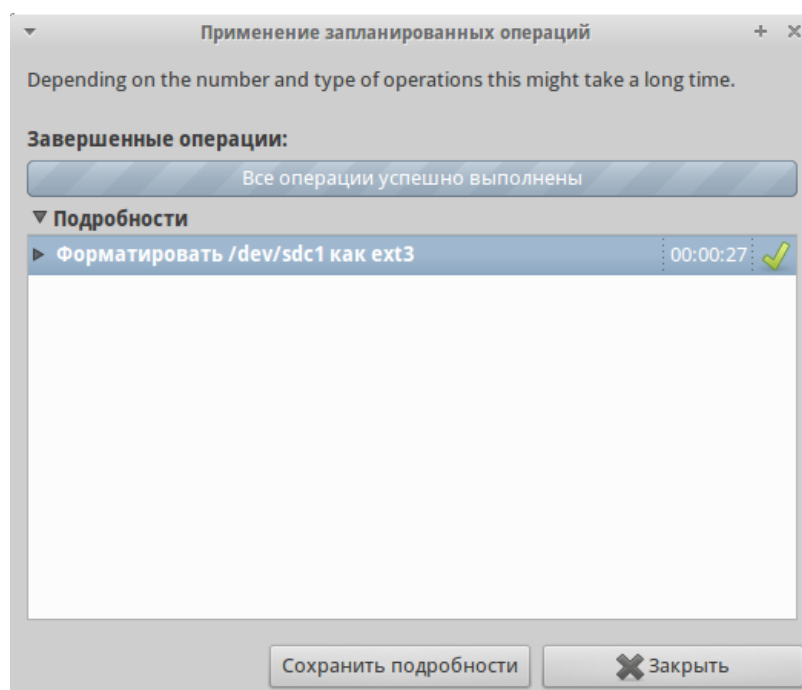 Применение запланированных операций
Depending on the number and type of operations this might take a long time.
Завершенные операции:
Все операции успешно выполнены
Подробности
Форматировать /dev/sdc1 как ext3 00:00:27
Сохранить подробности Закрыть